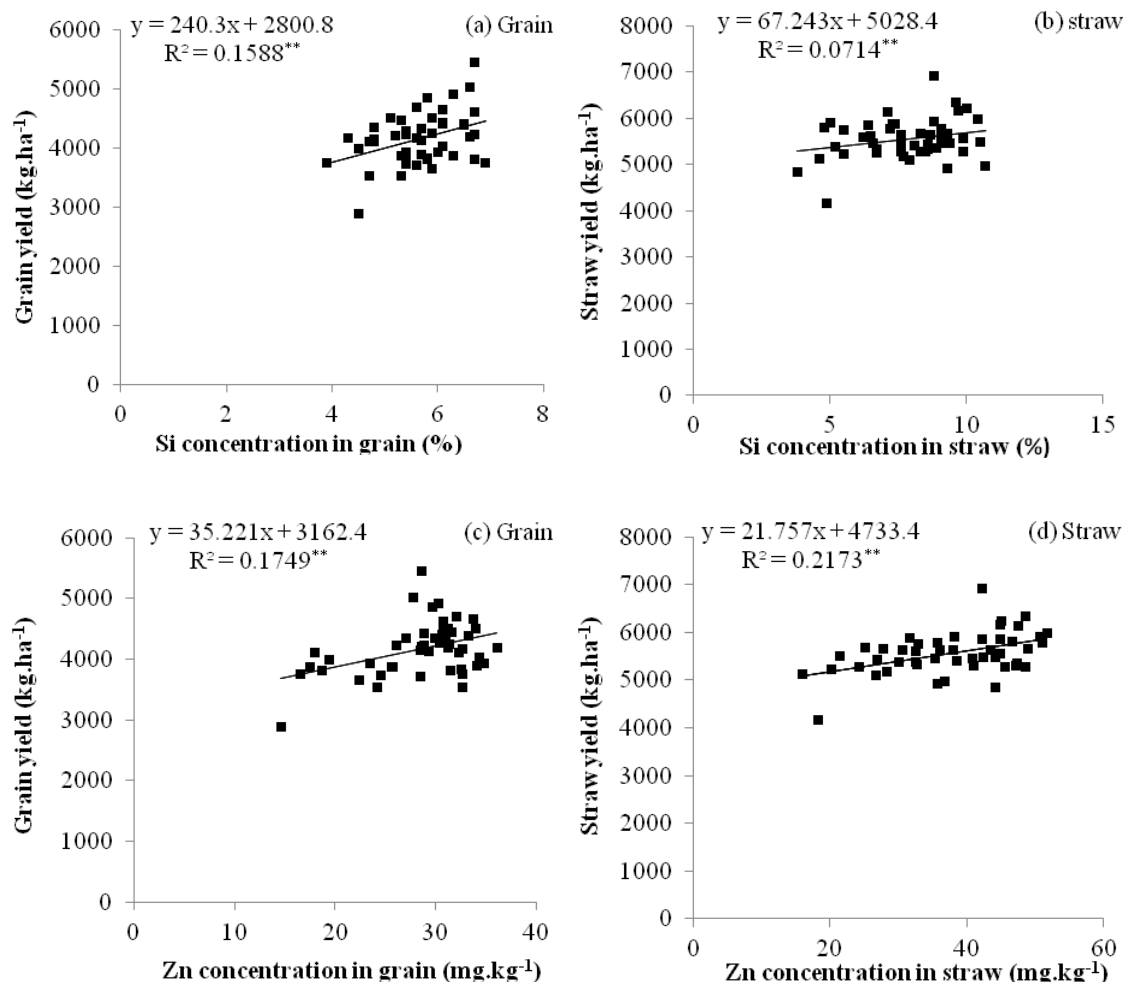 y = 240.3x + 2800.8
R² = 0.1588**
(a) Grain
6000
5000
4000
3000
2000
1000
0
0 2 4 6 8
Grain yield (kg.ha⁻¹)
Si concentration in grain (%)
y = 67.243x + 5028.4
R² = 0.0714**
(b) straw
8000
7000
6000
5000
4000
3000
2000
1000
0
0 5 10 15
Straw yield (kg.ha⁻¹)
Si concentration in straw (%)
y = 35.221x + 3162.4
R² = 0.1749**
(c) Grain
6000
5000
4000
3000
2000
1000
0
0 10 20 30 40
Grain yield (kg.ha⁻¹)
Zn concentration in grain (mg.kg⁻¹)
y = 21.757x + 4733.4
R² = 0.2173**
(d) Straw
8000
7000
6000
5000
4000
3000
2000
1000
0
0 20 40 60
Straw yield (kg.ha⁻¹)
Zn concentration in straw (mg.kg⁻¹)